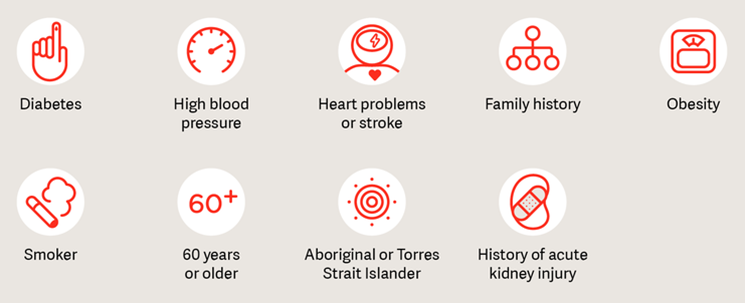 Diabetes
High blood
pressure
Heart problems
or stroke
Family history
Obesity
Smoker
60+
60 years
or older
Aboriginal or Torres
Strait Islander
History of acute
kidney injury